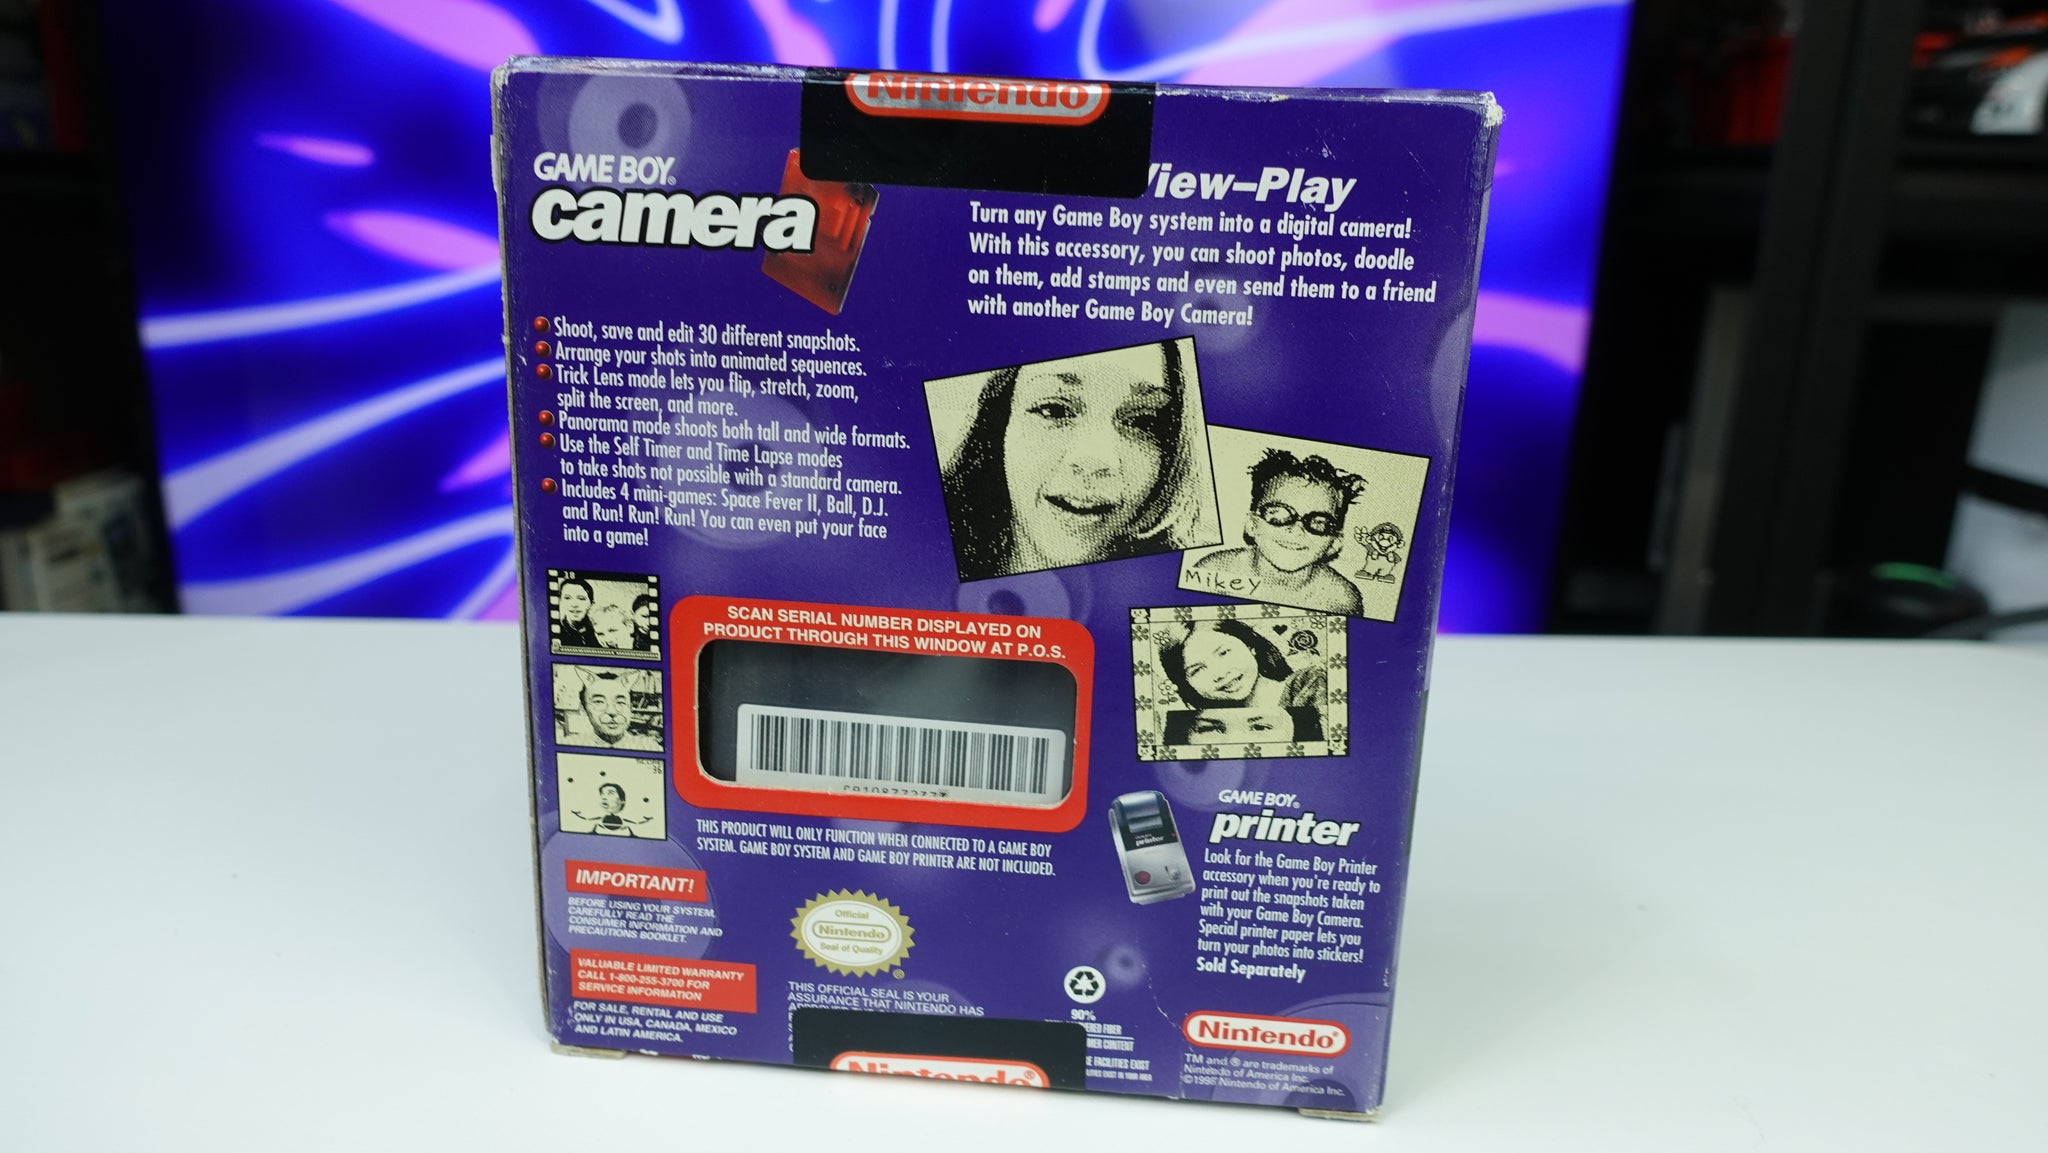 Nintendo
GAME BOY®
camera
View–Play
Turn any Game Boy system into a digital camera!
With this accessory, you can shoot photos, doodle
on them, add stamps and even send them to a friend
with another Game Boy Camera!
Shoot, save and edit 30 different snapshots.
Arrange your shots into animated sequences.
Trick Lens mode lets you flip, stretch, zoom,
split the screen, and more.
Panorama mode shoots both tall and wide formats.
Use the Self Timer and Time Lapse modes
to take shots not possible with a standard camera.
Includes 4 mini-games: Space Fever II, Ball, D.J.
and Run! Run! Run! You can even put your face
into a game!
Mikey
SCAN SERIAL NUMBER DISPLAYED ON
PRODUCT THROUGH THIS WINDOW AT P.O.S.
THIS PRODUCT WILL ONLY FUNCTION WHEN CONNECTED TO A GAME BOY
SYSTEM. GAME BOY SYSTEM AND GAME BOY PRINTER ARE NOT INCLUDED.
IMPORTANT!
BEFORE USING YOUR SYSTEM,
CAREFULLY READ THE
CONSUMER INFORMATION AND
PRECAUTIONS BOOKLET.
VALUABLE LIMITED WARRANTY
CALL 1-800-255-3700 FOR
SERVICE INFORMATION
FOR SALE, RENTAL AND USE
ONLY IN USA, CANADA, MEXICO
AND LATIN AMERICA.
Official
Nintendo
Seal of Quality
®
THIS OFFICIAL SEAL IS YOUR
ASSURANCE THAT NINTENDO HAS
Nintendo®
90%
FACILITIES EXIST
GAME BOY®
printer
printer
Look for the Game Boy Printer
accessory when you're ready to
print out the snapshots taken
with your Game Boy Camera.
Special printer paper lets you
turn your photos into stickers!
Sold Separately
Nintendo®
TM and ® are trademarks of
Nintendo of America Inc.
©1998 Nintendo of America Inc.